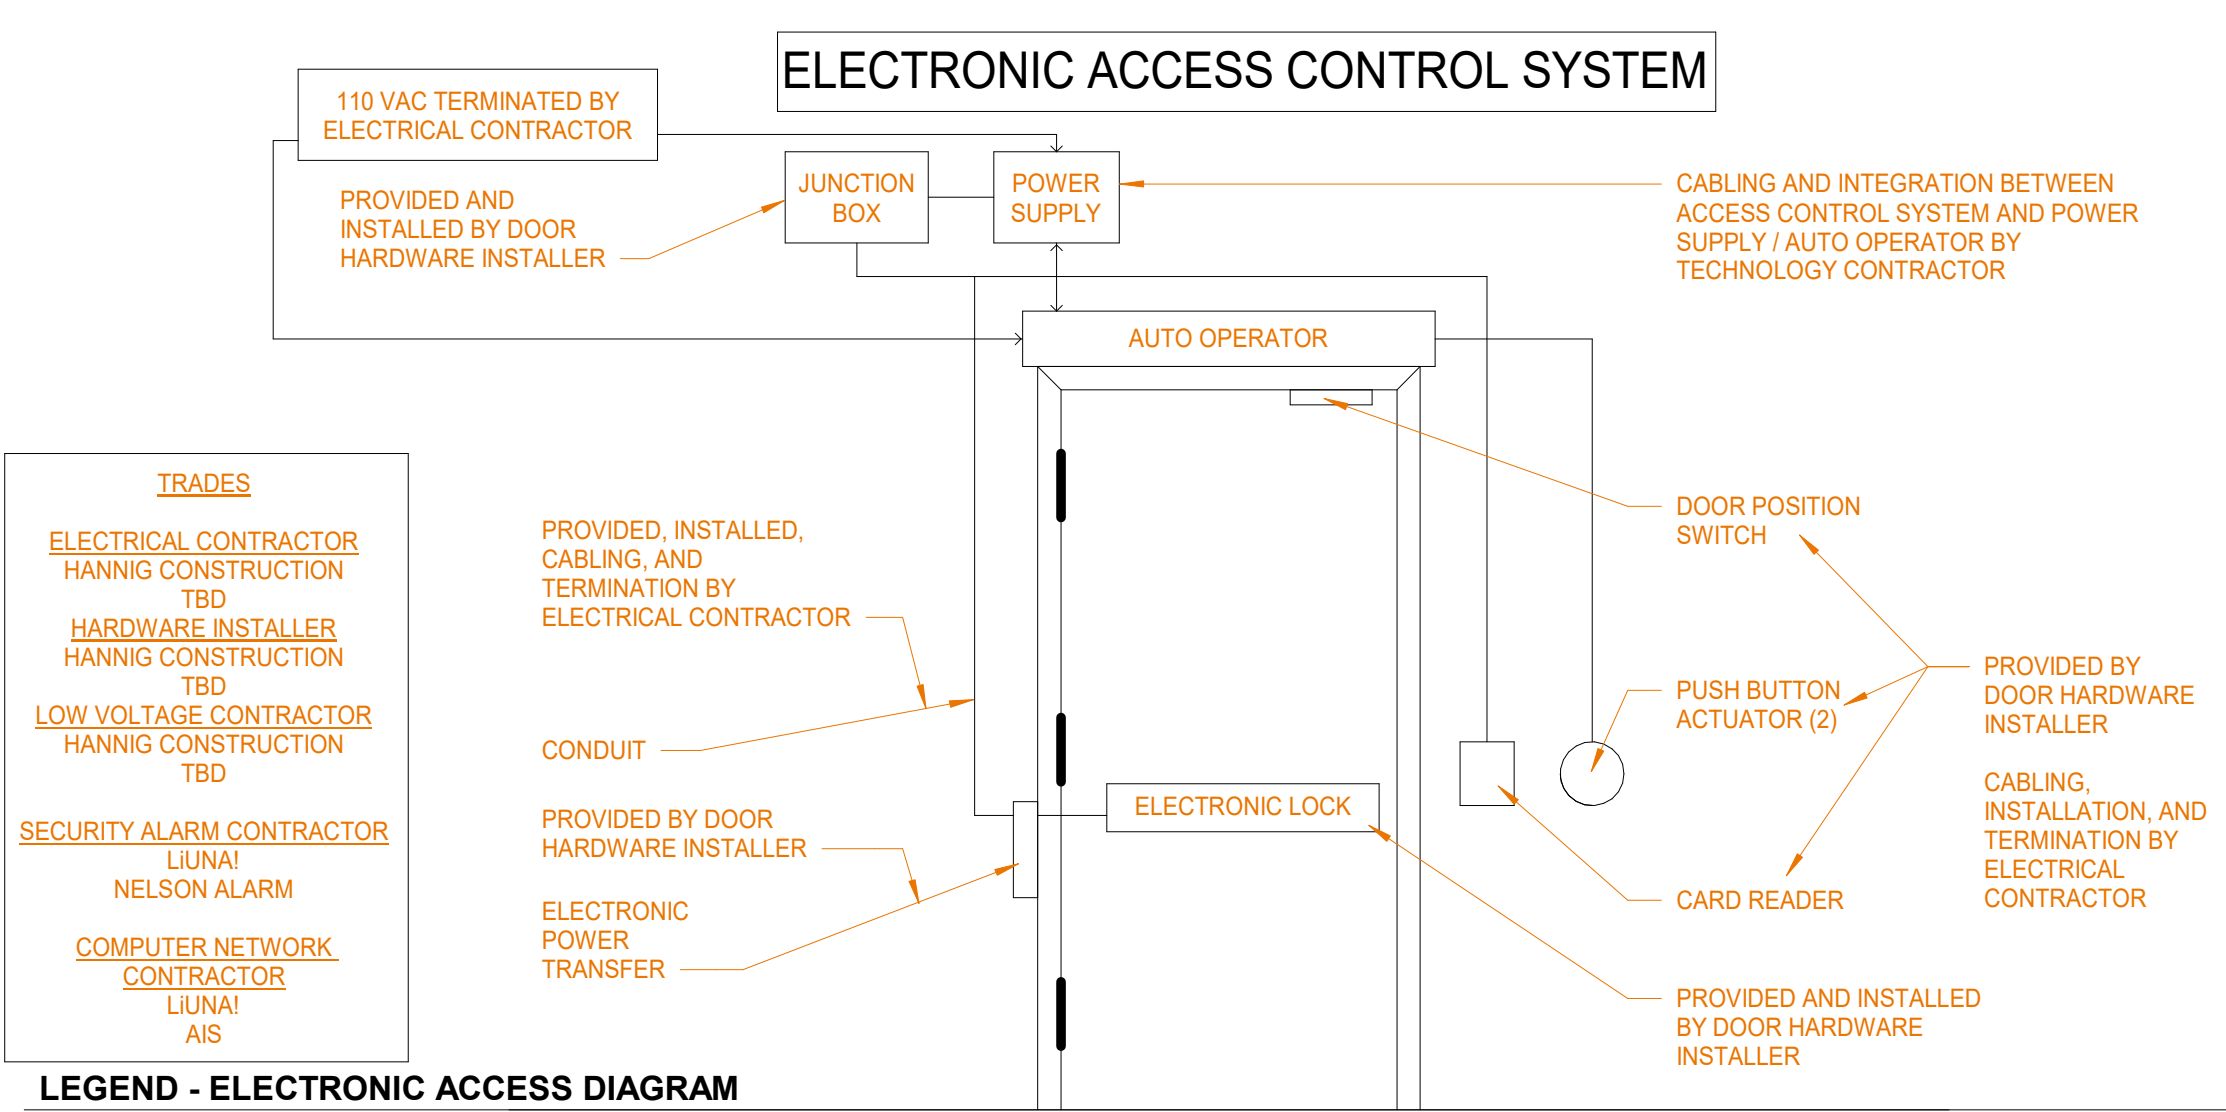 ELECTRONIC ACCESS CONTROL SYSTEM
110 VAC TERMINATED BY
ELECTRICAL CONTRACTOR
PROVIDED AND
INSTALLED BY DOOR
HARDWARE INSTALLER
JUNCTION
BOX
POWER
SUPPLY
CABLING AND INTEGRATION BETWEEN
ACCESS CONTROL SYSTEM AND POWER
SUPPLY / AUTO OPERATOR BY
TECHNOLOGY CONTRACTOR
AUTO OPERATOR
TRADES
ELECTRICAL CONTRACTOR
HANNIG CONSTRUCTION
TBD
HARDWARE INSTALLER
HANNIG CONSTRUCTION
TBD
LOW VOLTAGE CONTRACTOR
HANNIG CONSTRUCTION
TBD
SECURITY ALARM CONTRACTOR
LiUNA!
NELSON ALARM
COMPUTER NETWORK
CONTRACTOR
LiUNA!
AIS
PROVIDED, INSTALLED,
CABLING, AND
TERMINATION BY
ELECTRICAL CONTRACTOR
CONDUIT
PROVIDED BY DOOR
HARDWARE INSTALLER
ELECTRONIC
POWER
TRANSFER
ELECTRONIC LOCK
DOOR POSITION
SWITCH
PUSH BUTTON
ACTUATOR (2)
CARD READER
PROVIDED AND INSTALLED
BY DOOR HARDWARE
INSTALLER
PROVIDED BY
DOOR HARDWARE
INSTALLER
CABLING,
INSTALLATION, AND
TERMINATION BY
ELECTRICAL
CONTRACTOR
LEGEND - ELECTRONIC ACCESS DIAGRAM